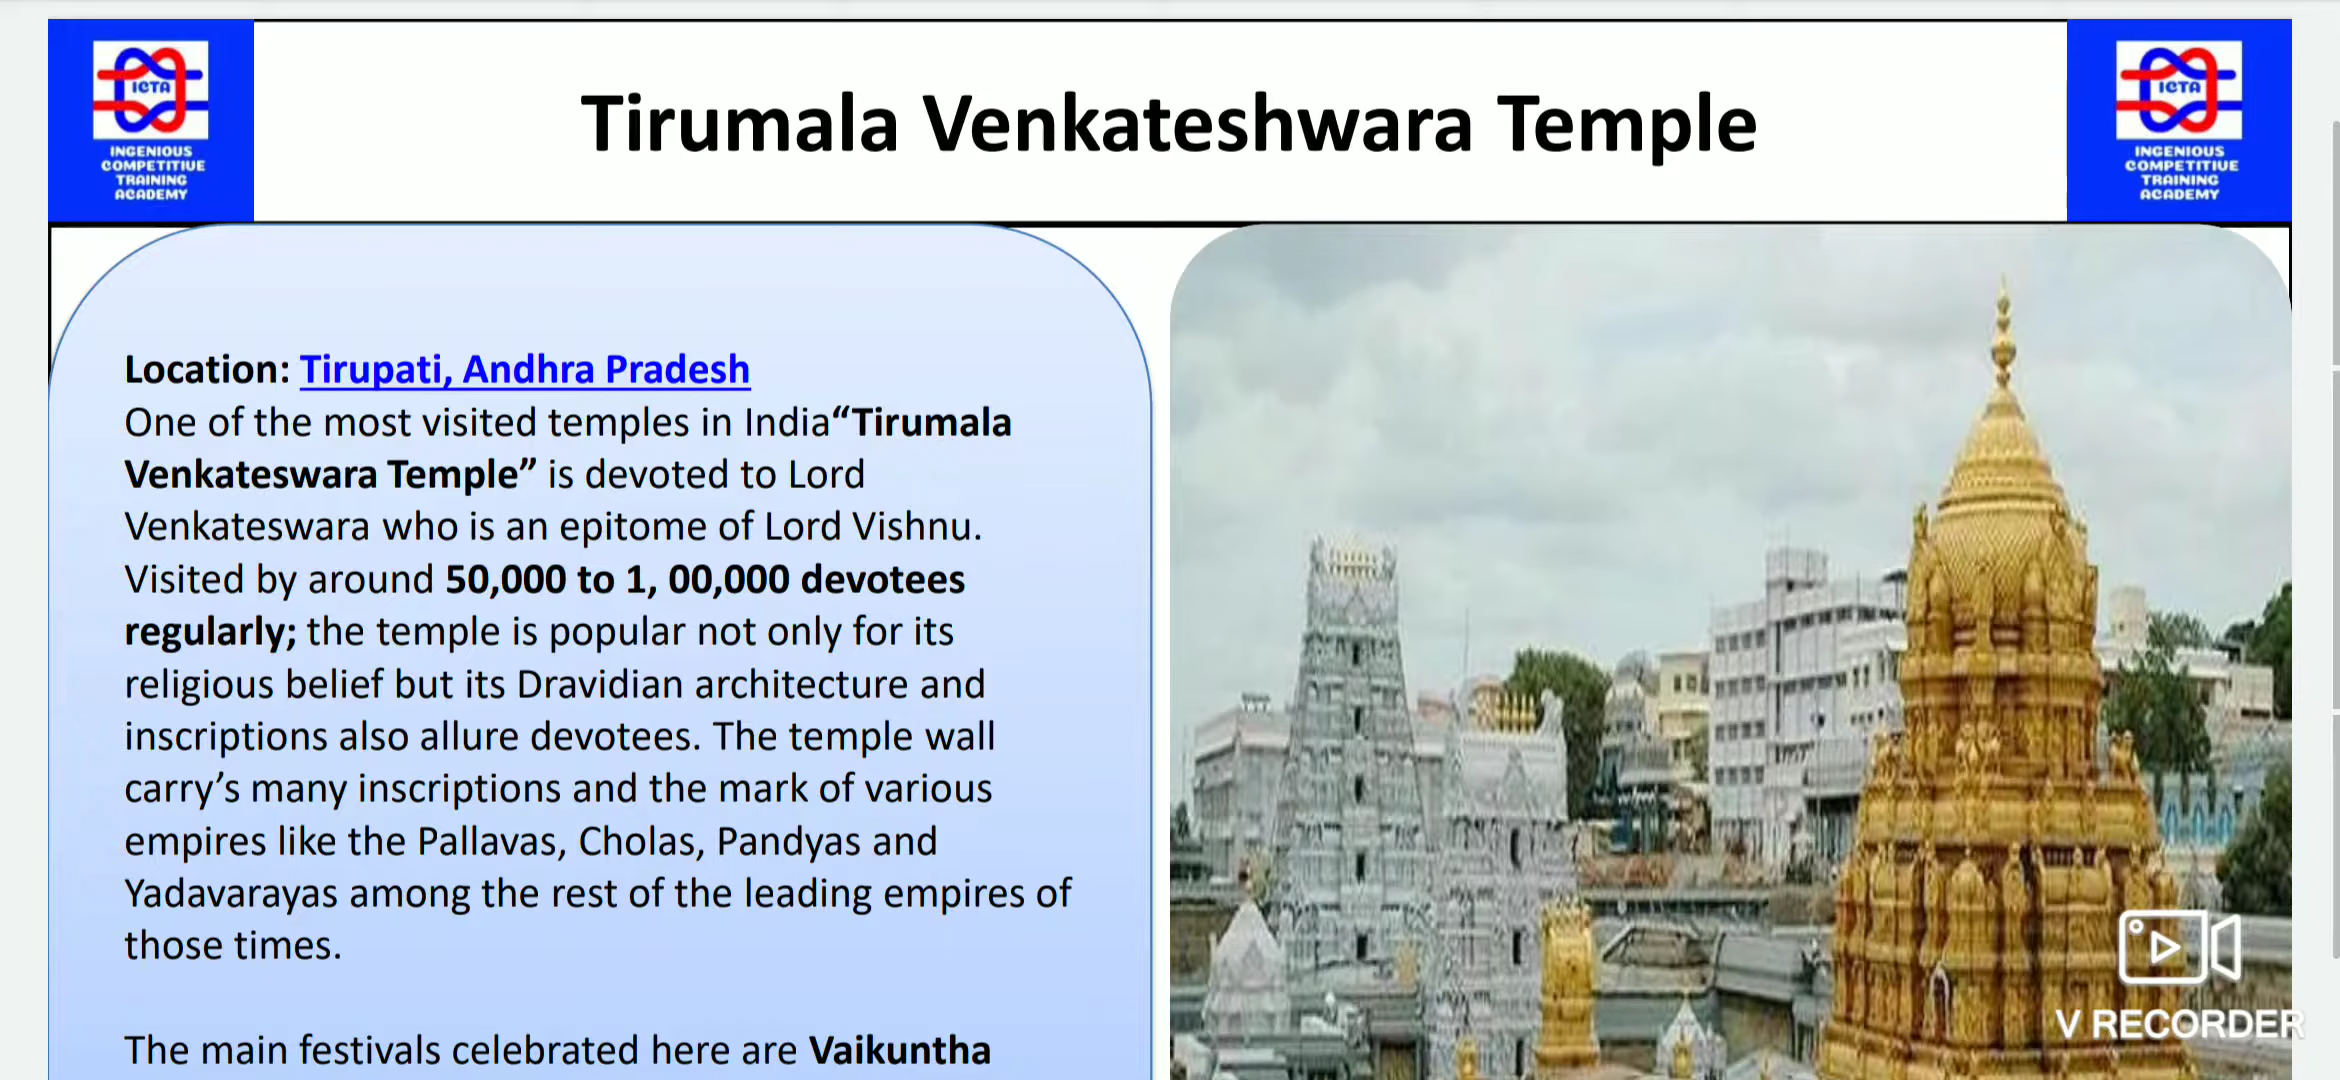 ICTA
INGENIOUS
COMPETITIVE
TRAINING
ACADEMY
Tirumala Venkateshwara Temple
ICTA
INGENIOUS
COMPETITIVE
TRAINING
ACADEMY
Location: Tirupati, Andhra Pradesh
One of the most visited temples in India“Tirumala
Venkateswara Temple” is devoted to Lord
Venkateswara who is an epitome of Lord Vishnu.
Visited by around 50,000 to 1, 00,000 devotees
regularly; the temple is popular not only for its
religious belief but its Dravidian architecture and
inscriptions also allure devotees. The temple wall
carry’s many inscriptions and the mark of various
empires like the Pallavas, Cholas, Pandyas and
Yadavarayas among the rest of the leading empires of
those times.
The main festivals celebrated here are Vaikuntha
V RECORDER